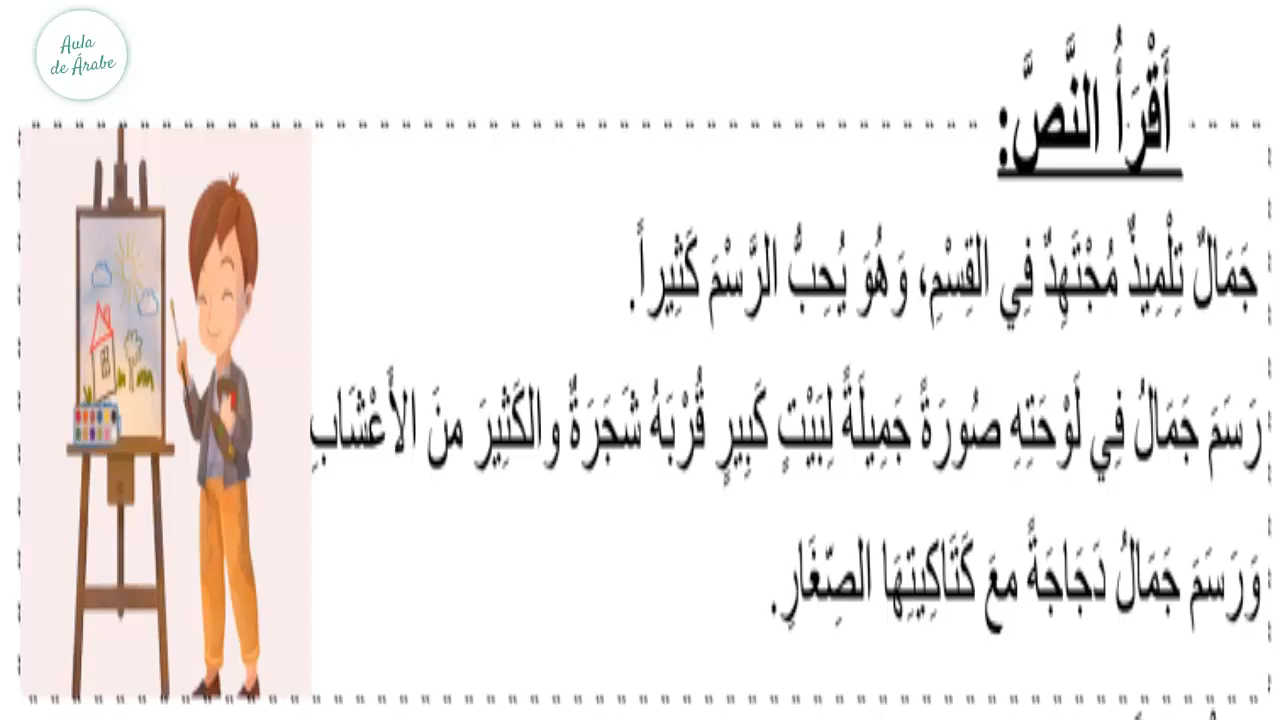 Aula
de Árabe
أَقْرَأُ النَّصَّ:
جَمَالٌ تِلْمِيذٌ مُجْتَهِدٌ فِي القِسْمِ، وَهُوَ يُحِبُّ الرَّسْمَ كَثِيراً.
رَسَمَ جَمَالُ فِي لَوْحَتِهِ صُورَةً جَمِيلَةً لِبَيْتٍ كَبِيرٍ قُرْبَهُ شَجَرَةٌ والكَثِيرَ منَ الأَعْشَابِ
وَرَسَمَ جَمَالُ دَجَاجَةً معَ كَتَاكِيتِهَا الصِّغَارِ.